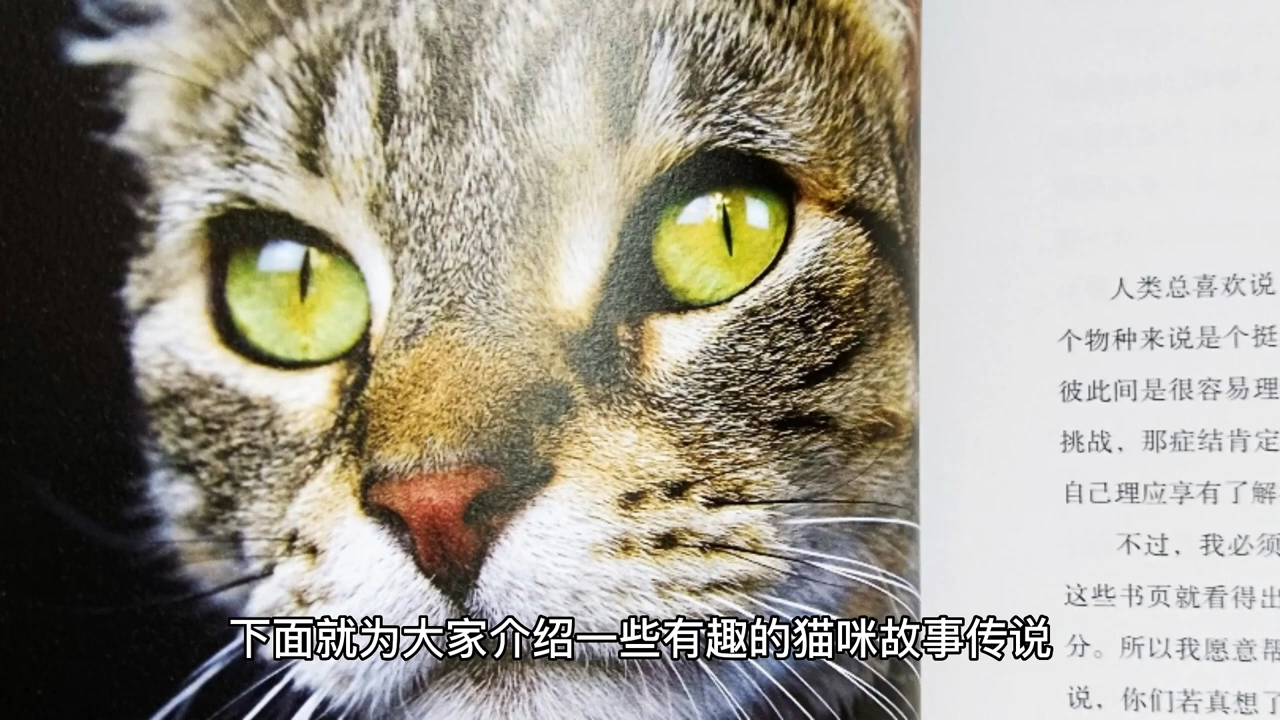 人类总喜欢说
个物种来说是个挺
彼此间是很容易理
挑战，那症结肯定
自己理应享有了解
不过，我必须
这些书页就看得出
分。所以我愿意帮
说，你们若真想了
下面就为大家介绍一些有趣的猫咪故事传说